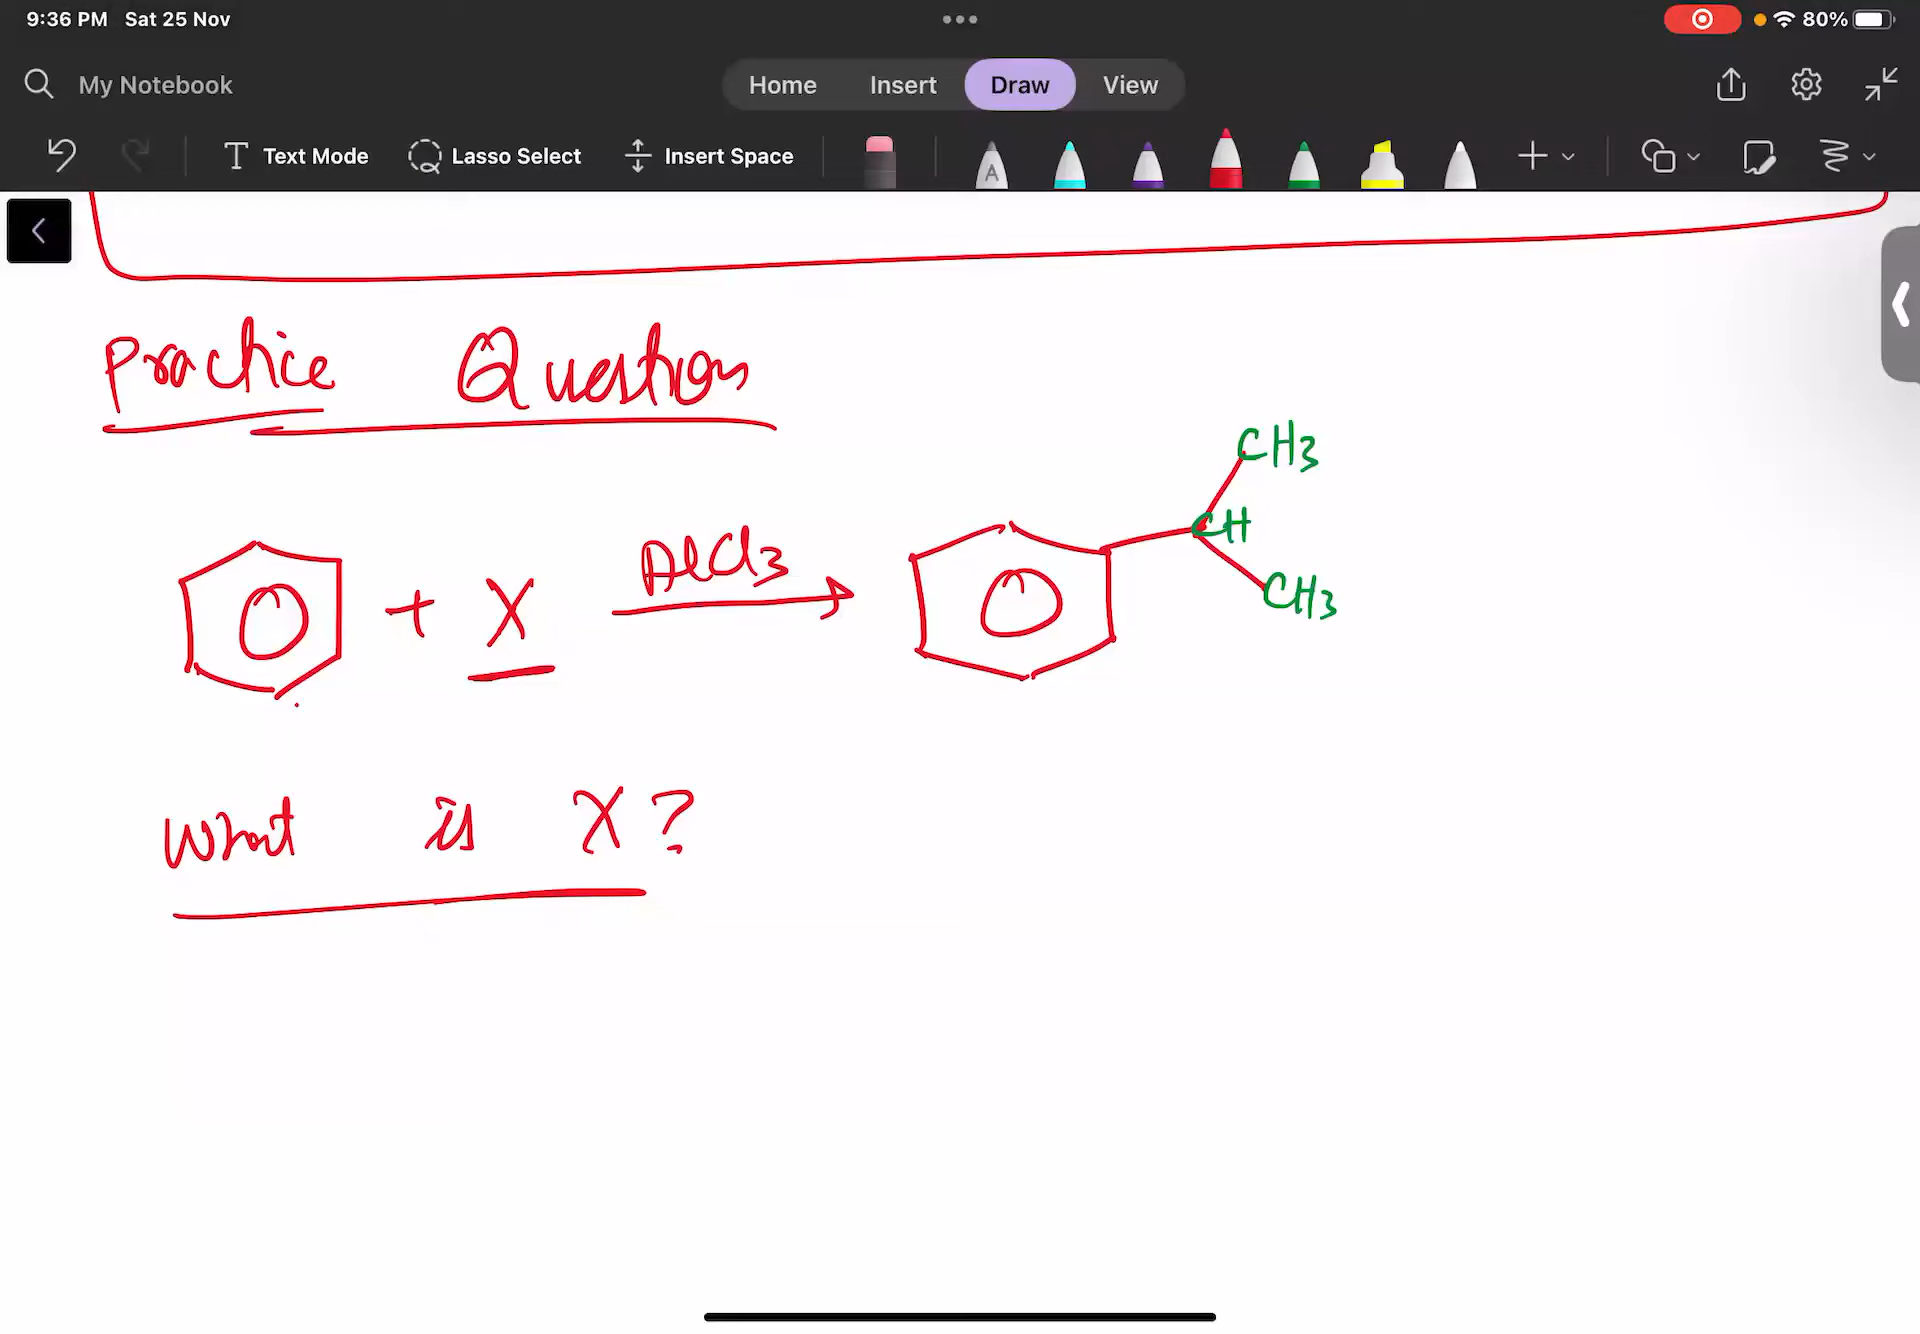 9:36 PM Sat 25 Nov
80%
My Notebook
Home Insert Draw View
Text Mode Lasso Select Insert Space
A
Practice Question
CH3
CH
CH3
+ X AlCl3
What is X?